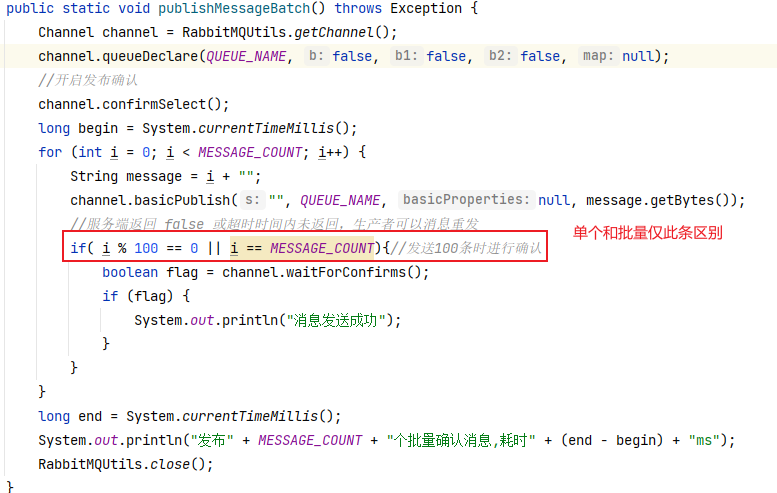 public static void publishMessageBatch() throws Exception {
Channel channel = RabbitMQUtils.getChannel();
channel.queueDeclare(QUEUE_NAME, b: false, b1: false, b2: false, map: null);
//开启发布确认
channel.confirmSelect();
long begin = System.currentTimeMillis();
for (int i = 0; i < MESSAGE_COUNT; i++) {
String message = i + "";
channel.basicPublish( s: "", QUEUE_NAME, basicProperties: null, message.getBytes());
//服务端返回 false 或超时时间内未返回，生产者可以消息重发
if( i % 100 == 0 || i == MESSAGE_COUNT){//发送100条时进行确认 单个和批量仅此条区别
boolean flag = channel.waitForConfirms();
if (flag) {
System.out.println("消息发送成功");
}
}
}
long end = System.currentTimeMillis();
System.out.println("发布" + MESSAGE_COUNT + "个批量确认消息,耗时" + (end - begin) + "ms");
RabbitMQUtils.close();
}